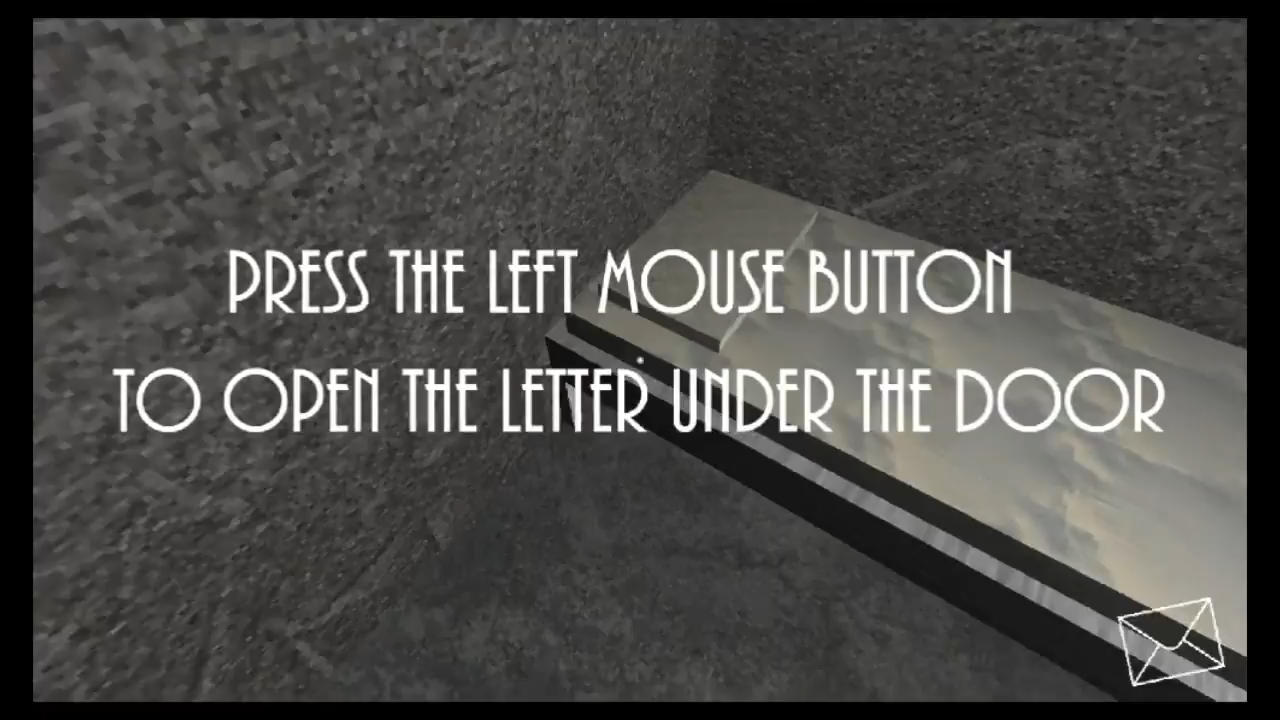 PRESS THE LEFT MOUSE BUTTON
TO OPEN THE LETTER UNDER THE DOOR